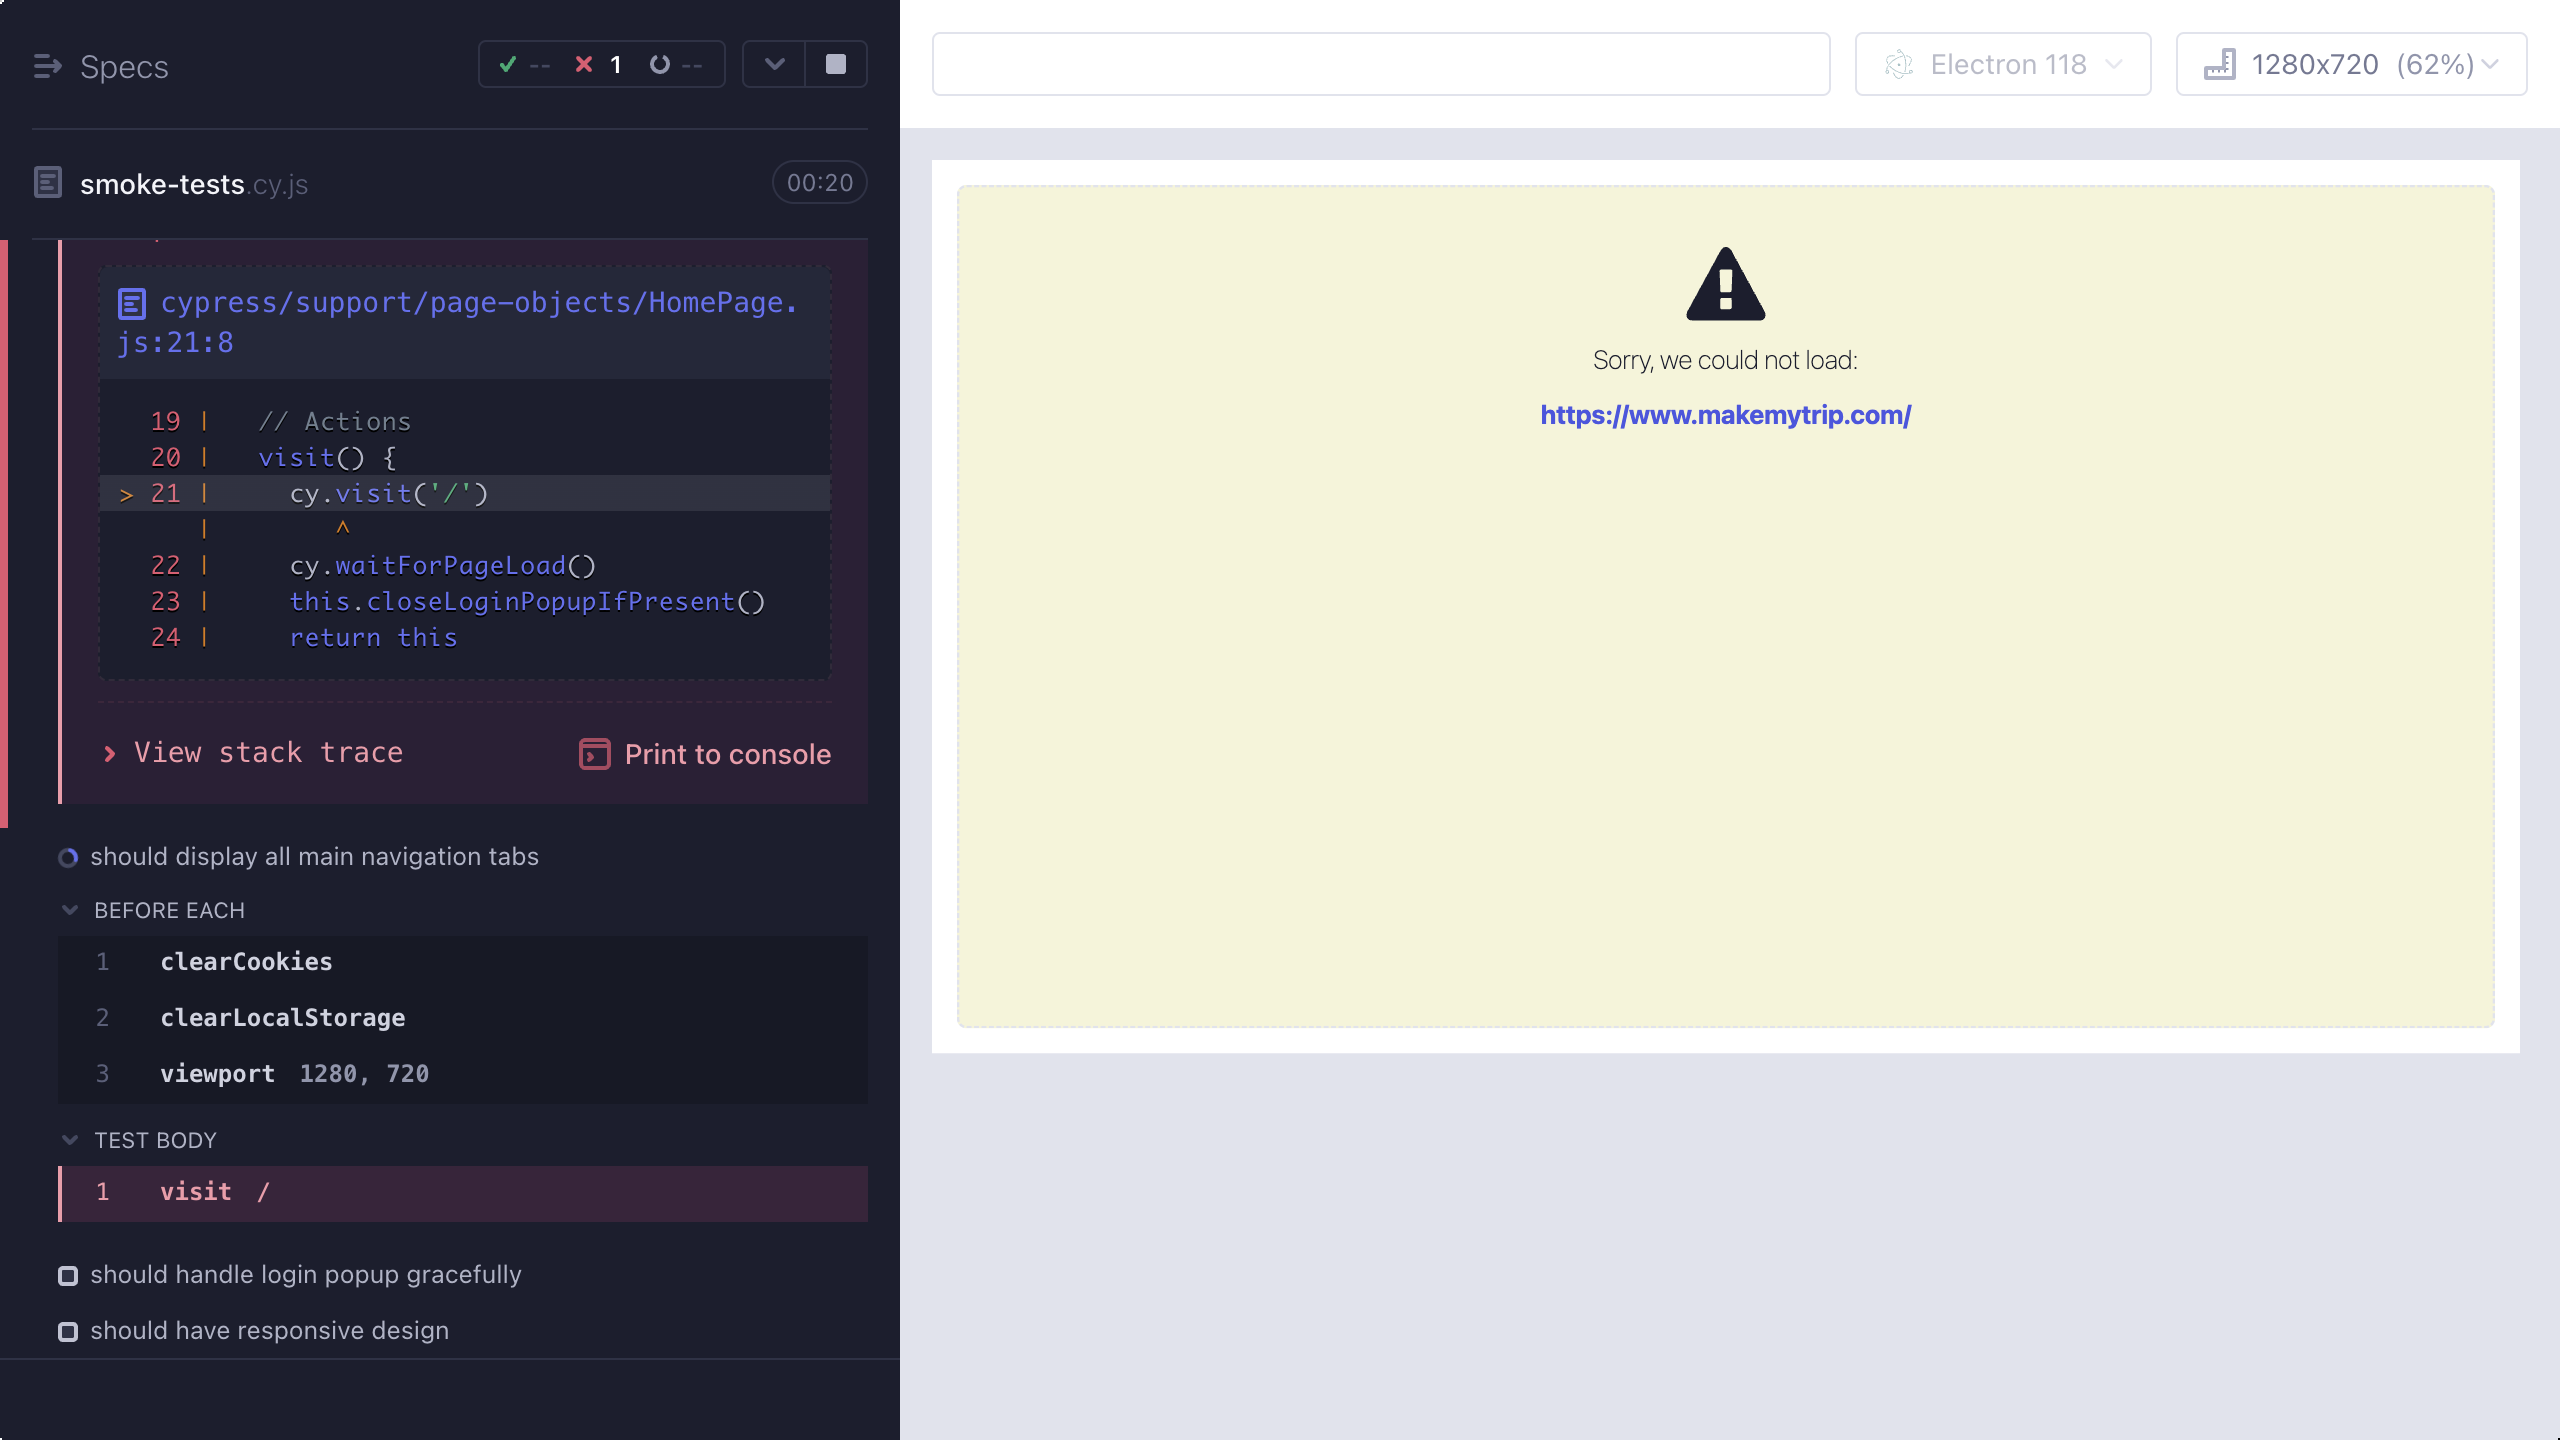 Specs
-- 1 --
smoke-tests.cy.js
00:20
cypress/support/page-objects/HomePage.
js:21:8
19 |   // Actions
20 |   visit() {
> 21 |     cy.visit('/')
|        ^
22 |     cy.waitForPageLoad()
23 |     this.closeLoginPopupIfPresent()
24 |     return this
View stack trace
Print to console
should display all main navigation tabs
BEFORE EACH
1 clearCookies
2 clearLocalStorage
3 viewport 1280, 720
TEST BODY
1 visit /
should handle login popup gracefully
should have responsive design
Electron 118
1280x720 (62%)
Sorry, we could not load:
https://www.makemytrip.com/